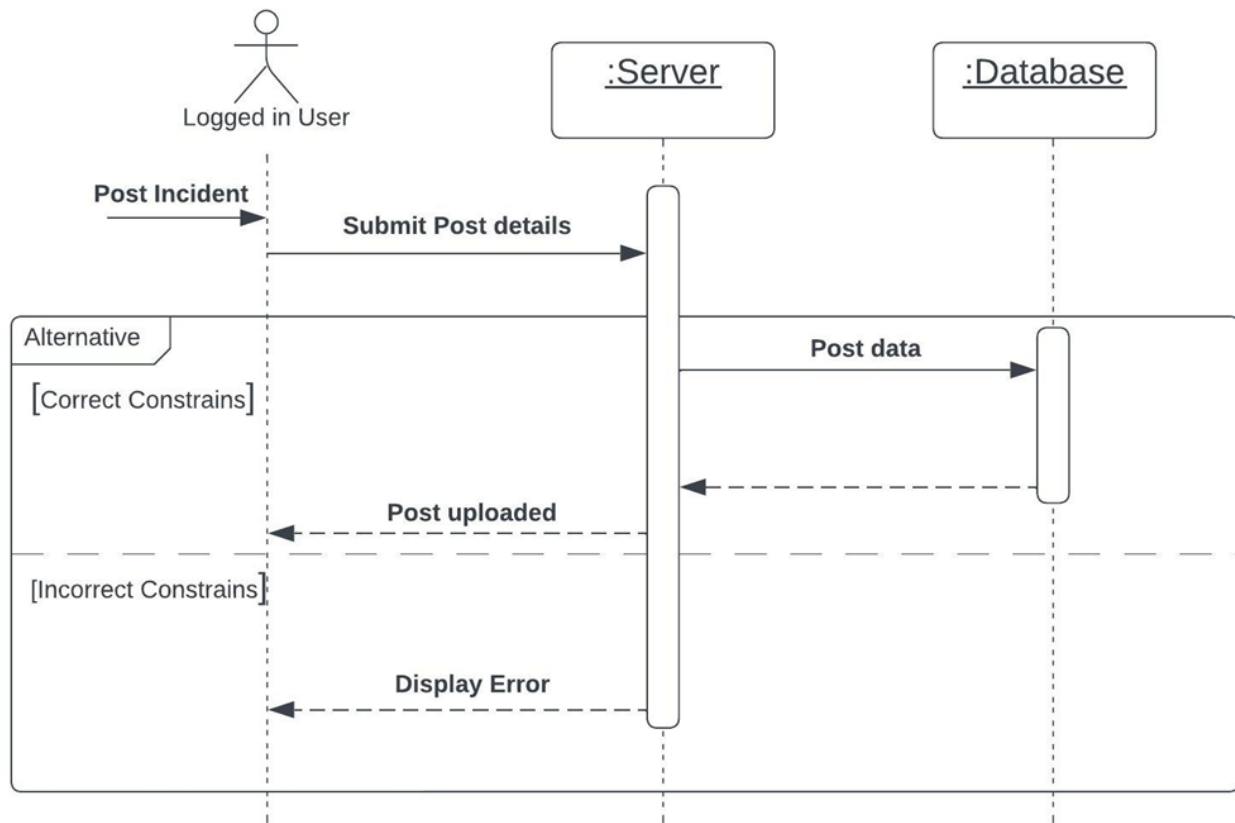 :Server
:Database
Logged in User
Post Incident
Submit Post details
Alternative
Post data
[Correct Constrains]
Post uploaded
[Incorrect Constrains]
Display Error